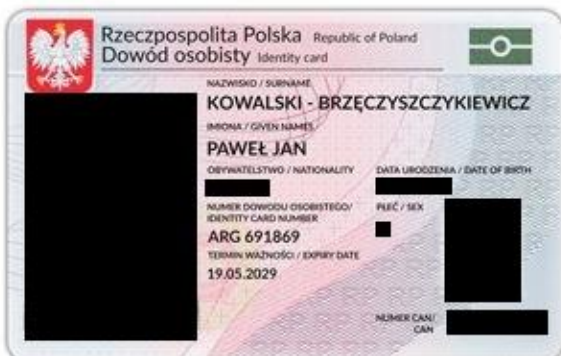 Rzeczpospolita Polska Republic of Poland
Dowód osobisty Identity card
NAZWISKO / SURNAME
KOWALSKI - BRZĘCZYSZCZYKIEWICZ
IMIONA / GIVEN NAMES
PAWEŁ JAN
OBYWATELSTWO / NATIONALITY DATA URODZENIA / DATE OF BIRTH
NUMER DOWODU OSOBISTEGO/ PŁEĆ / SEX
IDENTITY CARD NUMBER
ARG 691869
TERMIN WAŻNOŚCI / EXPIRY DATE
19.05.2029
NUMER CAN/
CAN